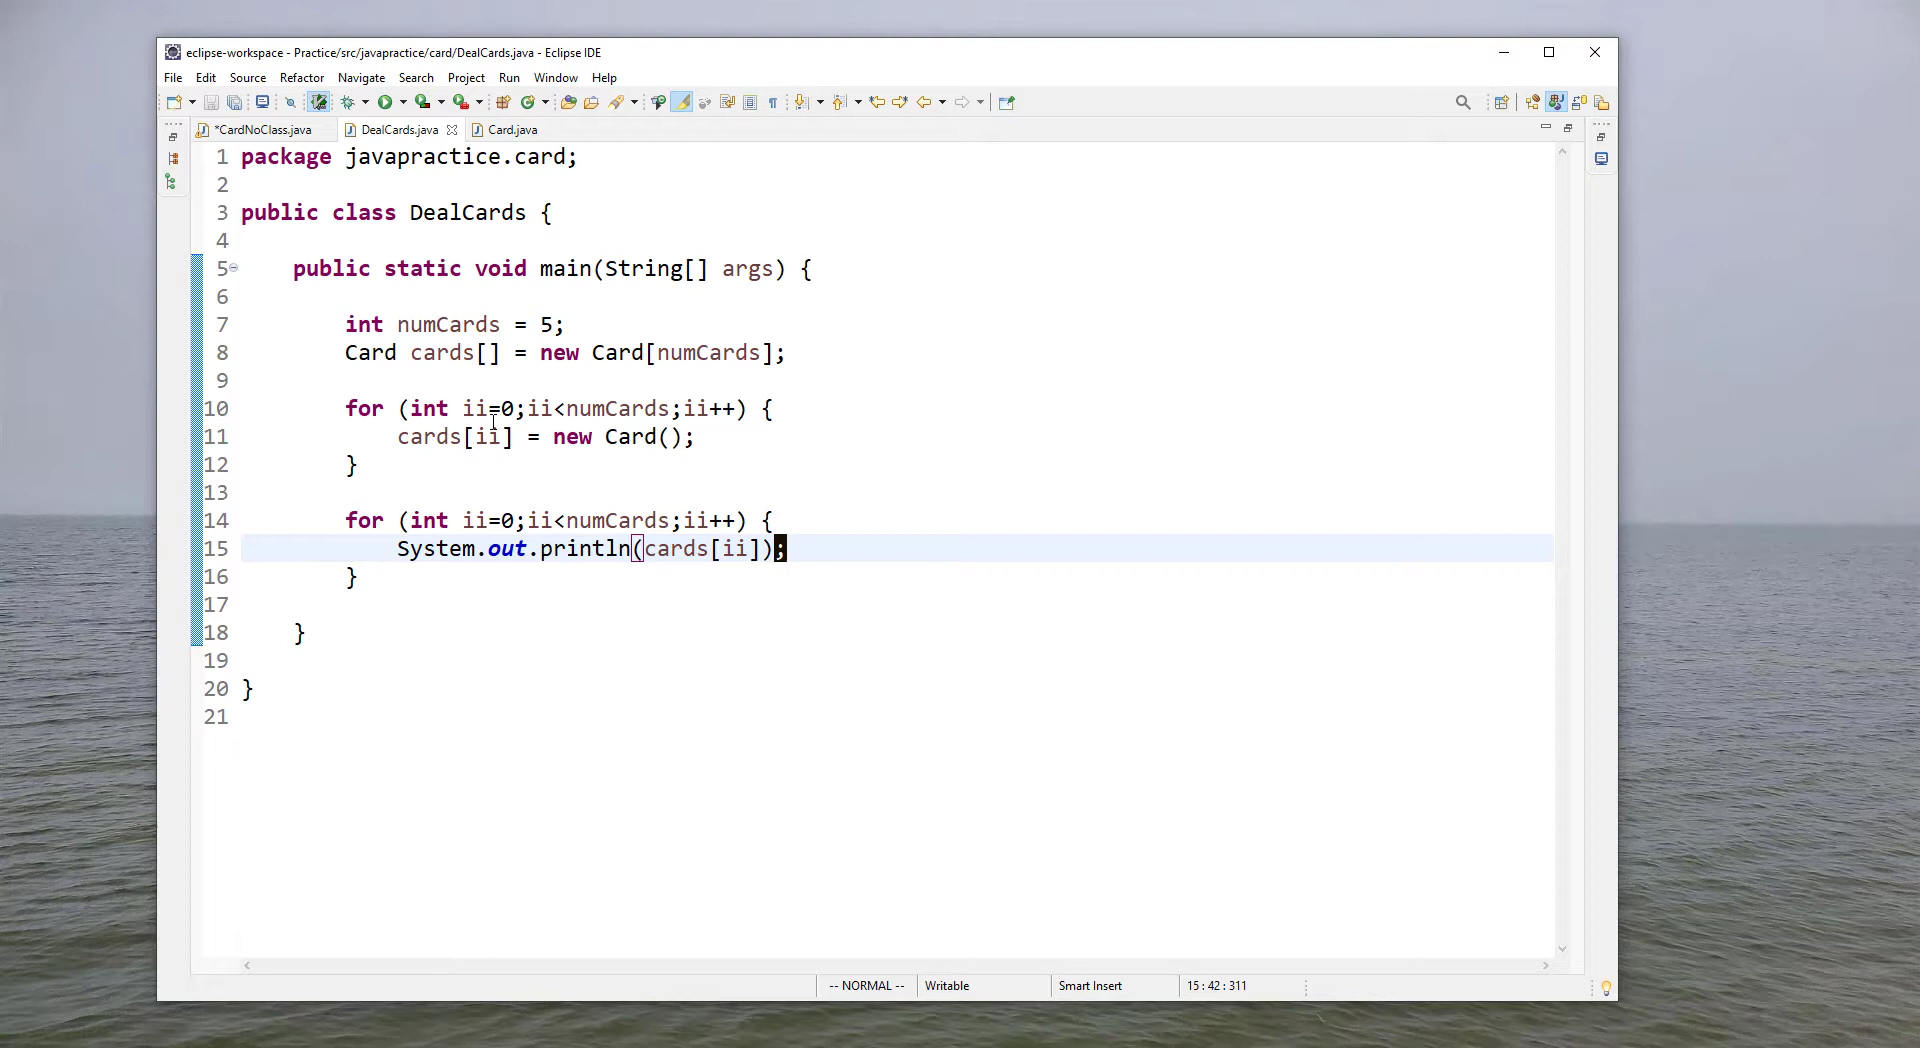 eclipse-workspace - Practice/src/javapractice/card/DealCards.java - Eclipse IDE
File Edit Source Refactor Navigate Search Project Run Window Help
*CardNoClass.java DealCards.java Card.java
1 package javapractice.card;
2
3 public class DealCards {
4
5 public static void main(String[] args) {
6
7 int numCards = 5;
8 Card cards[] = new Card[numCards];
9
10 for (int ii=0;ii<numCards;ii++) {
11 cards[ii] = new Card();
12 }
13
14 for (int ii=0;ii<numCards;ii++) {
15 System.out.println(cards[ii]);
16 }
17
18 }
19
20 }
21
-- NORMAL -- Writable Smart Insert 15 : 42 : 311